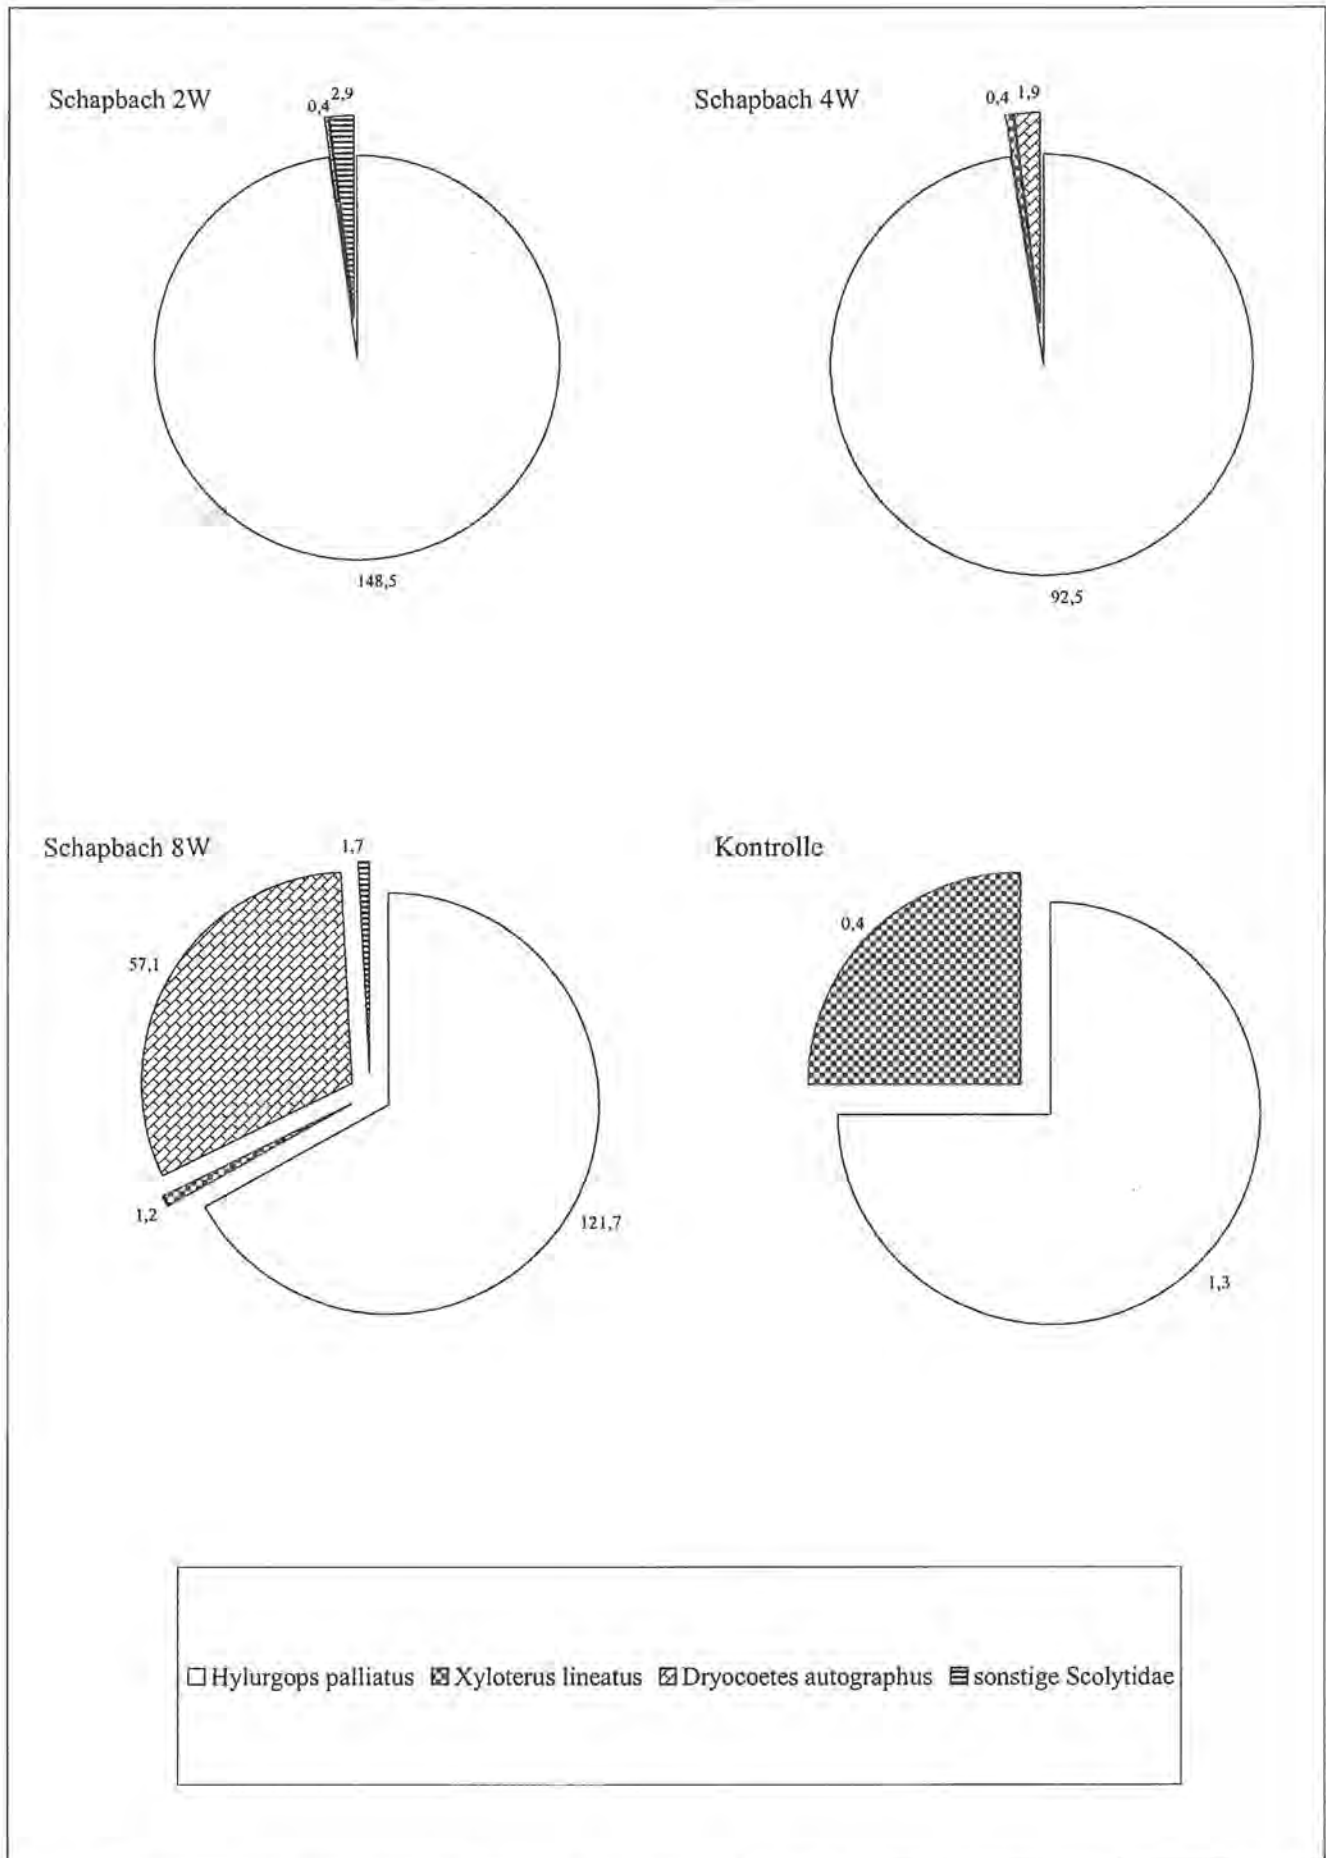 Schapbach 2W
0,4 2,9
148,5
Schapbach 4W
0,4 1,9
92,5
Schapbach 8W
1,7
57,1
1,2
121,7
Kontrolle
0,4
1,3
Hylurgops palliatus Xyloterus lineatus Dryocoetes autographus sonstige Scolytidae